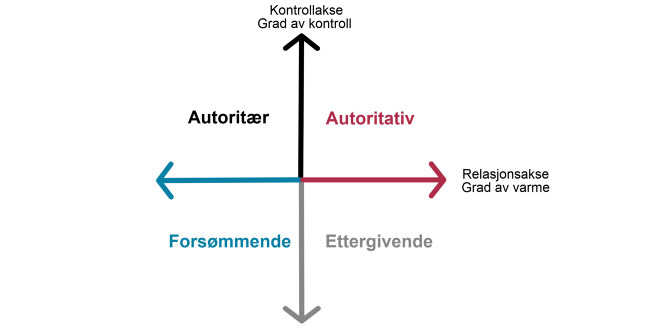 Kontrollakse
Grad av kontroll
Autoritær
Autoritativ
Relasjonsakse
Grad av varme
Forsømmende
Ettergivende